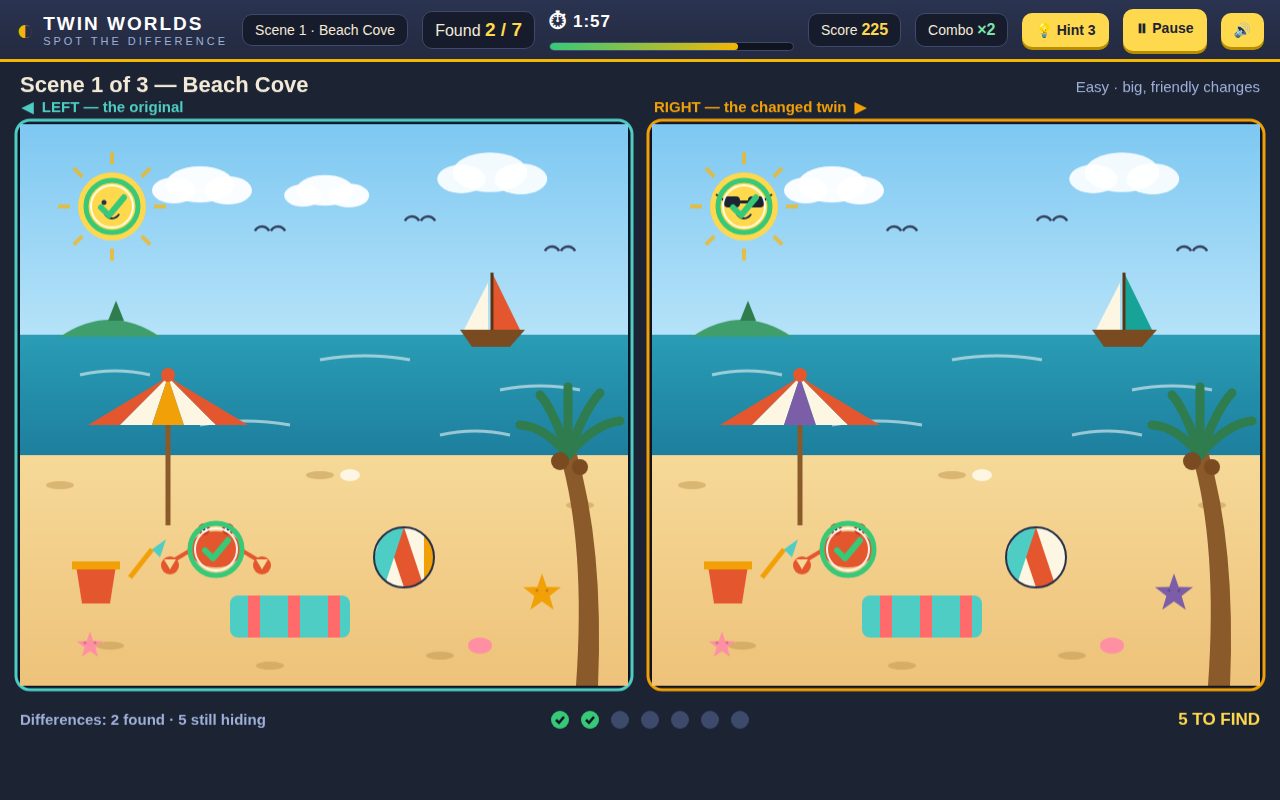 TWIN WORLDS
SPOT THE DIFFERENCE
Scene 1 · Beach Cove
Found 2 / 7
⏱ 1:57
Score 225
Combo ×2
💡 Hint 3
⏸ Pause
🔊
Scene 1 of 3 — Beach Cove
Easy · big, friendly changes
◀ LEFT — the original
RIGHT — the changed twin ▶
Differences: 2 found · 5 still hiding
5 TO FIND